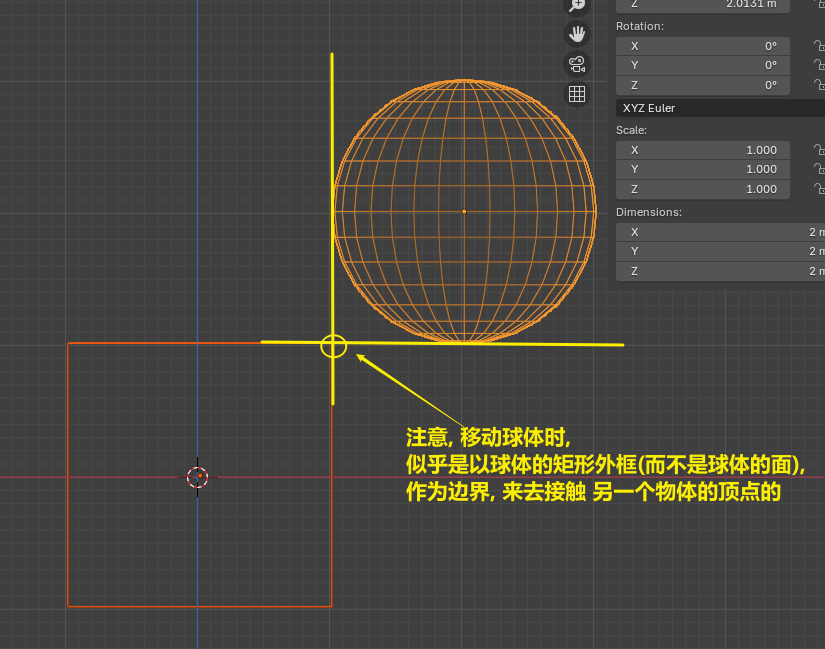 Z 2.0131 m
Rotation:
X 0°
Y 0°
Z 0°
XYZ Euler
Scale:
X 1.000
Y 1.000
Z 1.000
Dimensions:
X 2 m
Y 2 m
Z 2 m
注意, 移动球体时,
似乎是以球体的矩形外框(而不是球体的面),
作为边界, 来去接触 另一个物体的顶点的